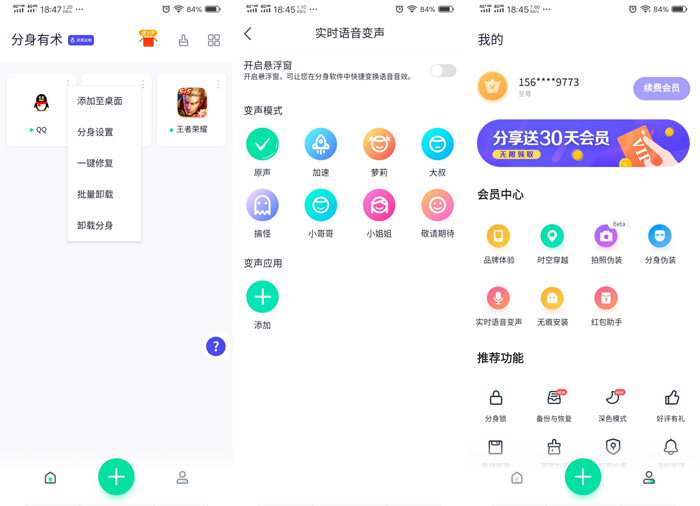 18:47
84%
分身有术
添加至桌面
分身设置
一键修复
批量卸载
卸载分身
QQ
王者荣耀
?
18:45
84%
实时语音变声
开启悬浮窗
开启悬浮窗，可让您在分身软件中快捷变换语音音效。
变声模式
原声
加速
萝莉
大叔
搞怪
小哥哥
小姐姐
敬请期待
变声应用
添加
18:45
84%
我的
156****9773
至尊
续费会员
分享送30天会员
无限领取
VIP
会员中心
Beta
品牌体验
时空穿越
拍照伪装
分身伪装
实时语音变声
无痕安装
红包助手
推荐功能
分身锁
备份与恢复
深色模式
好评有礼